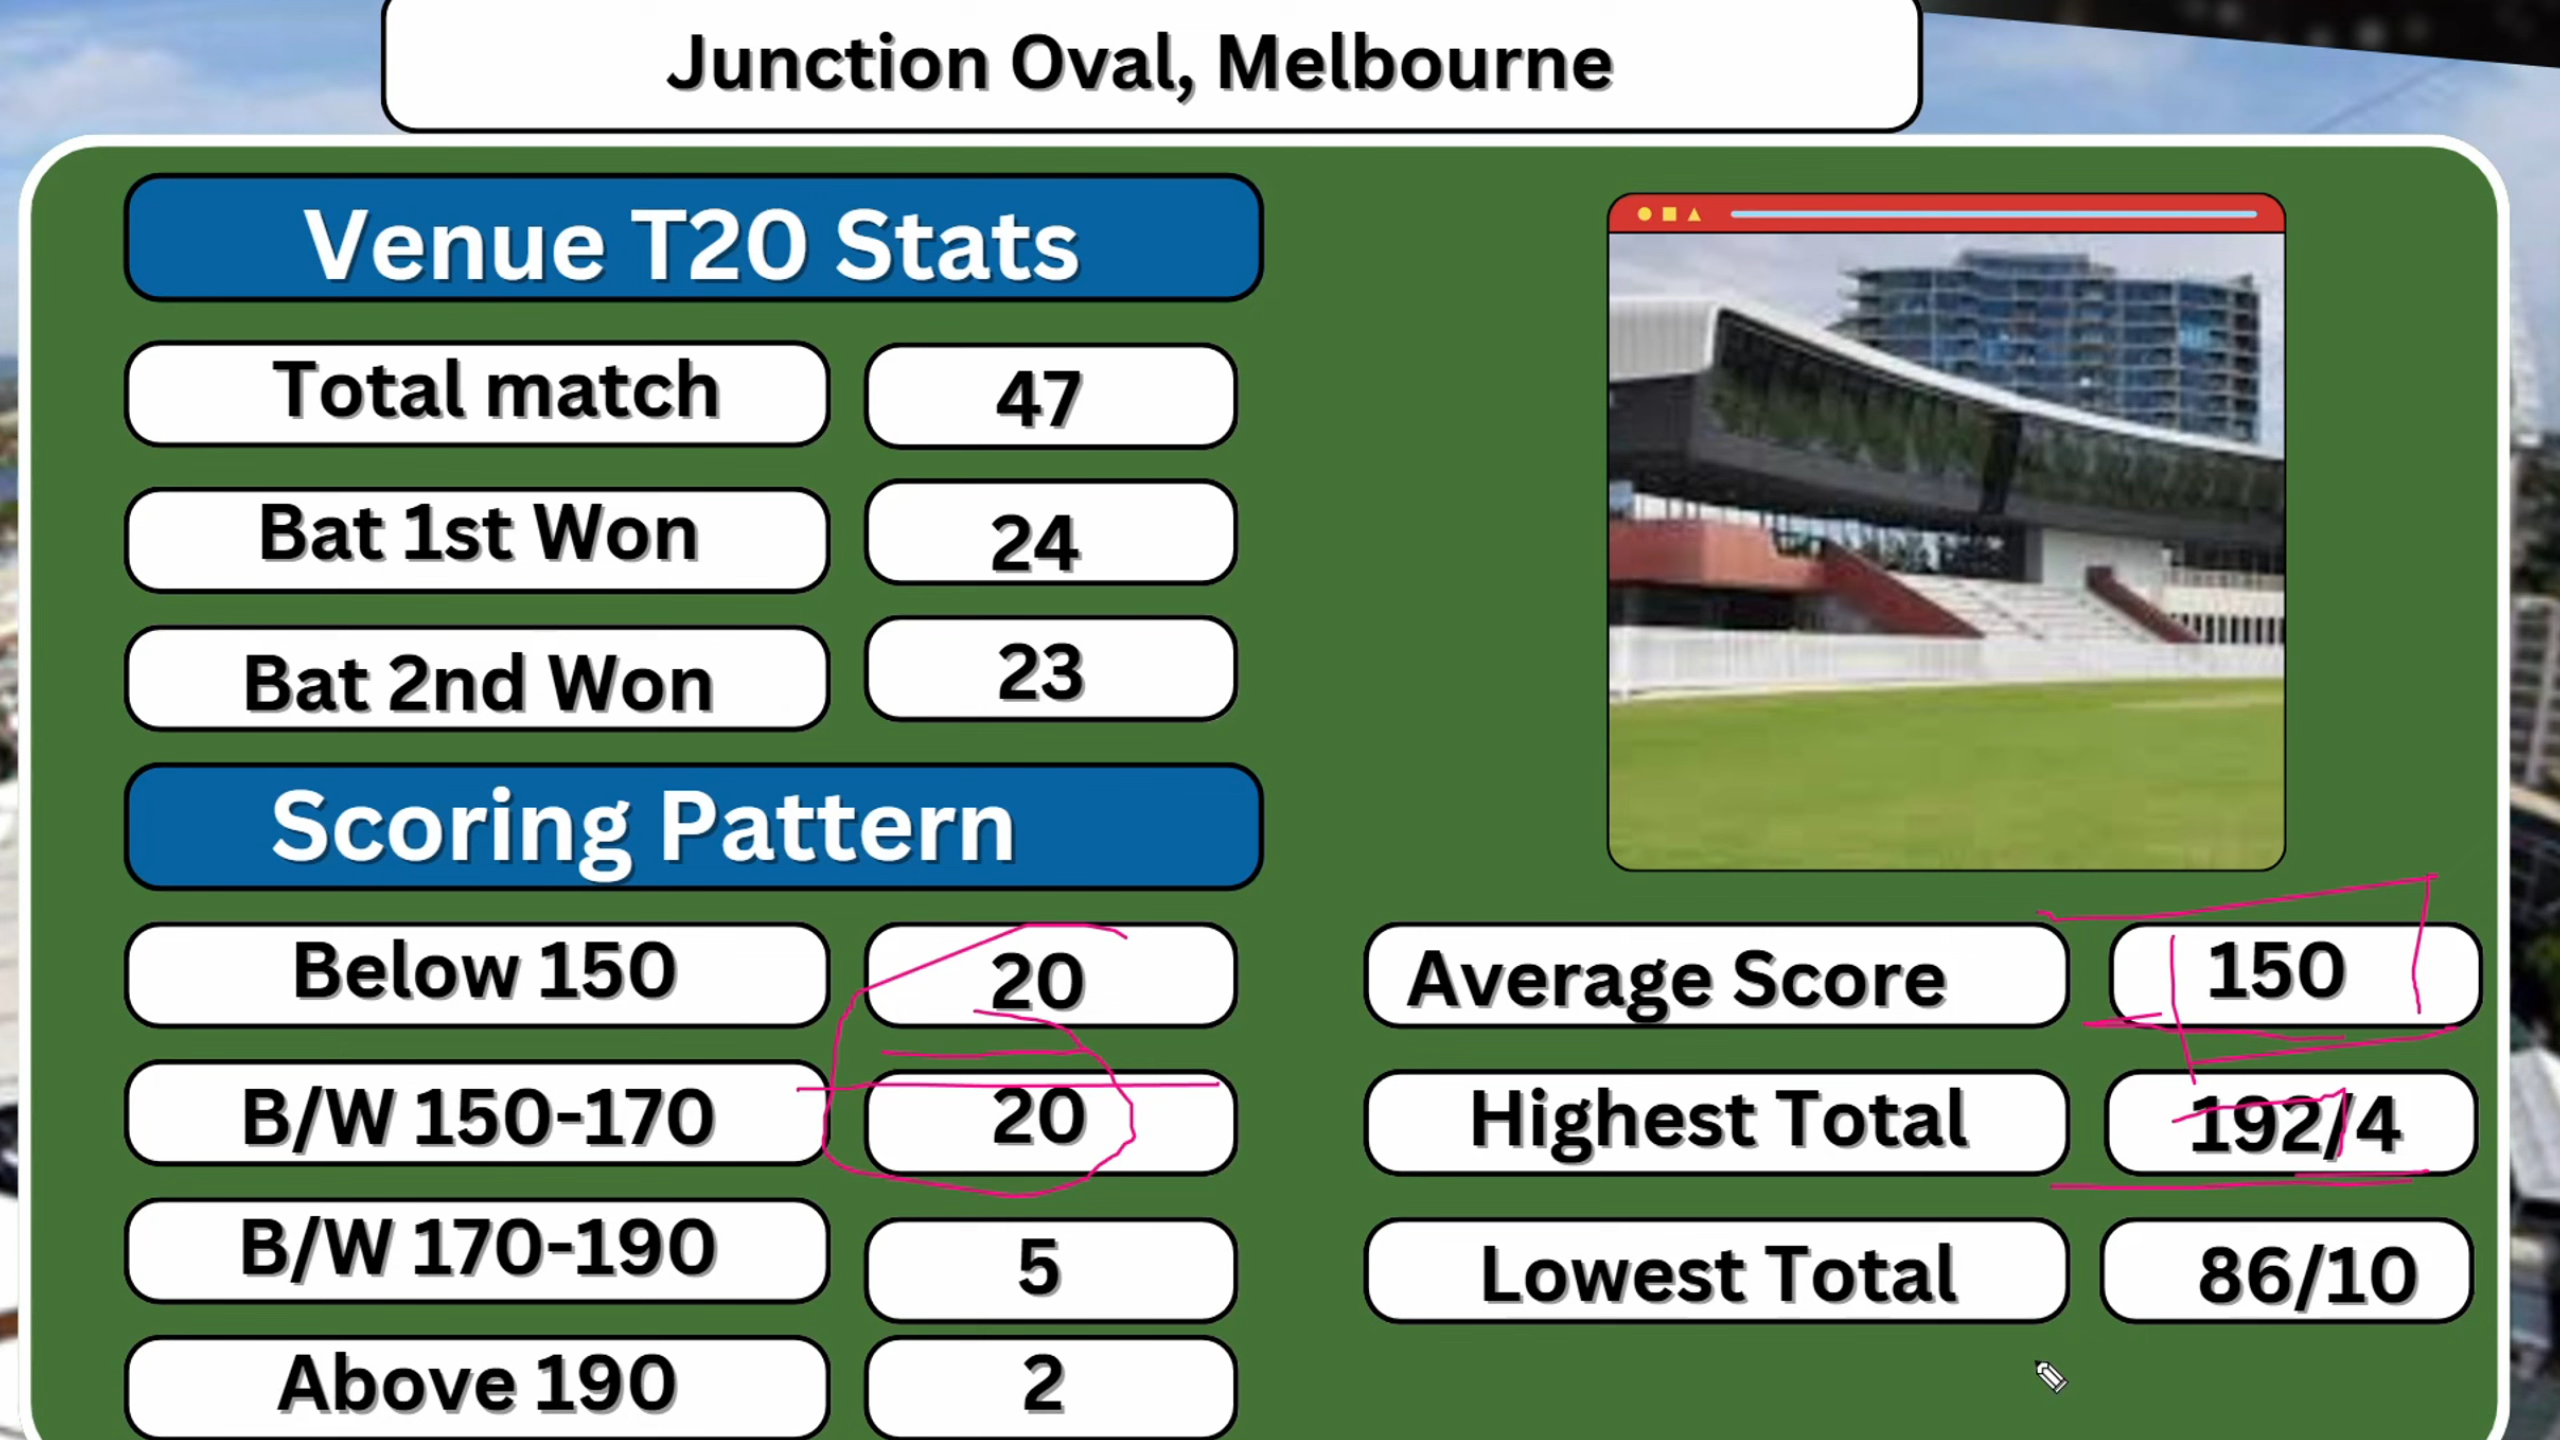 Junction Oval, Melbourne
Venue T20 Stats
Total match 47
Bat 1st Won 24
Bat 2nd Won 23
Scoring Pattern
Below 150 20
B/W 150-170 20
B/W 170-190 5
Above 190 2
Average Score 150
Highest Total 192/4
Lowest Total 86/10